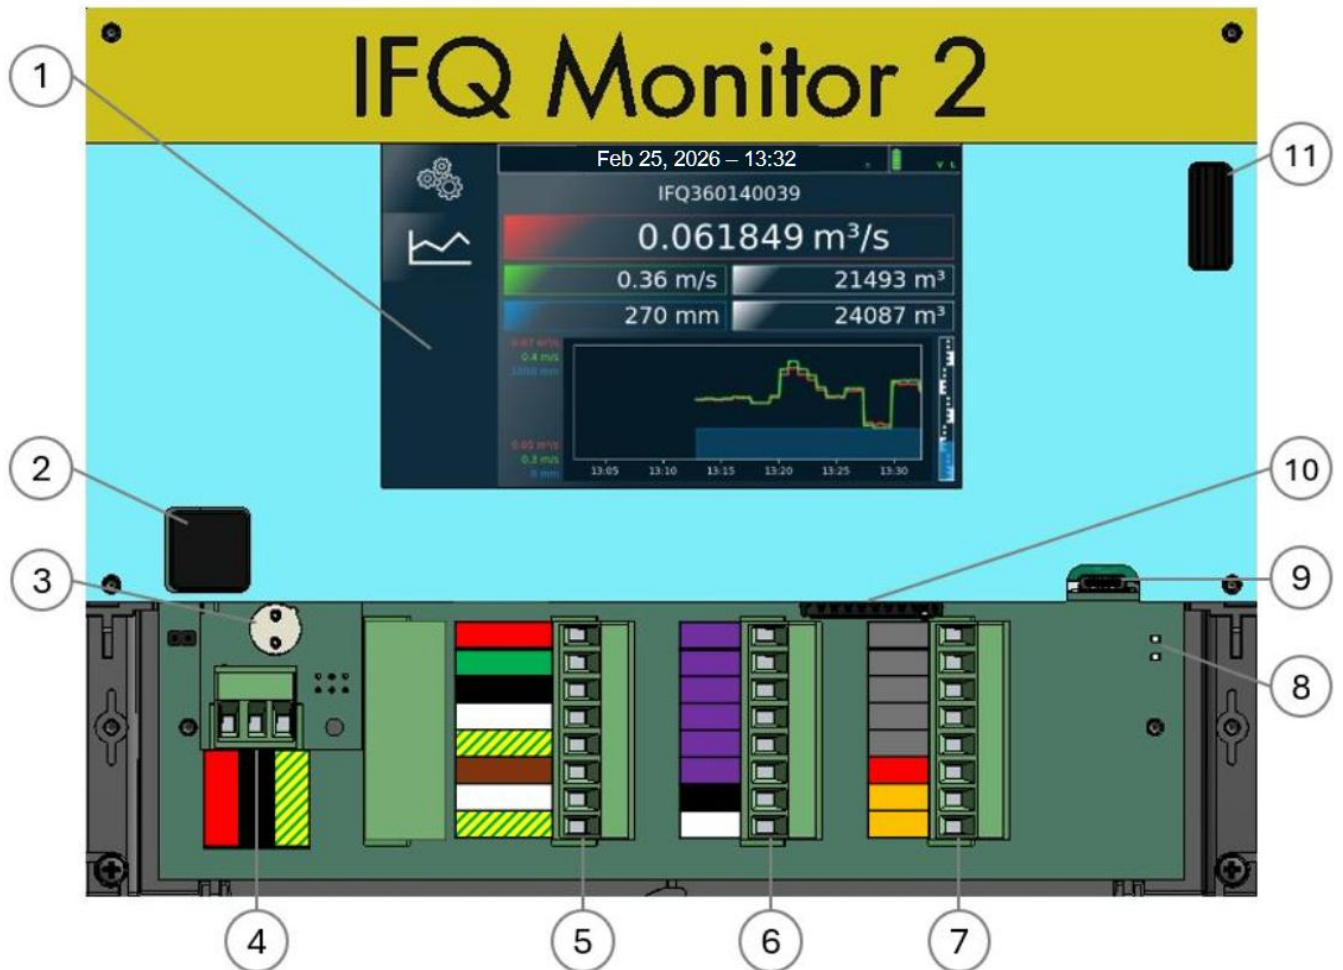 IFQ Monitor 2
1
Feb 25, 2026 – 13:32
V L
11
IFQ360140039
0.061849 m³/s
0.36 m/s 21493 m³
270 mm 24087 m³
0.4 m/s
0.3 m/s
0 mm
13:05 13:10 13:15 13:20 13:25 13:30
2
10
3
9
8
4
5
6
7